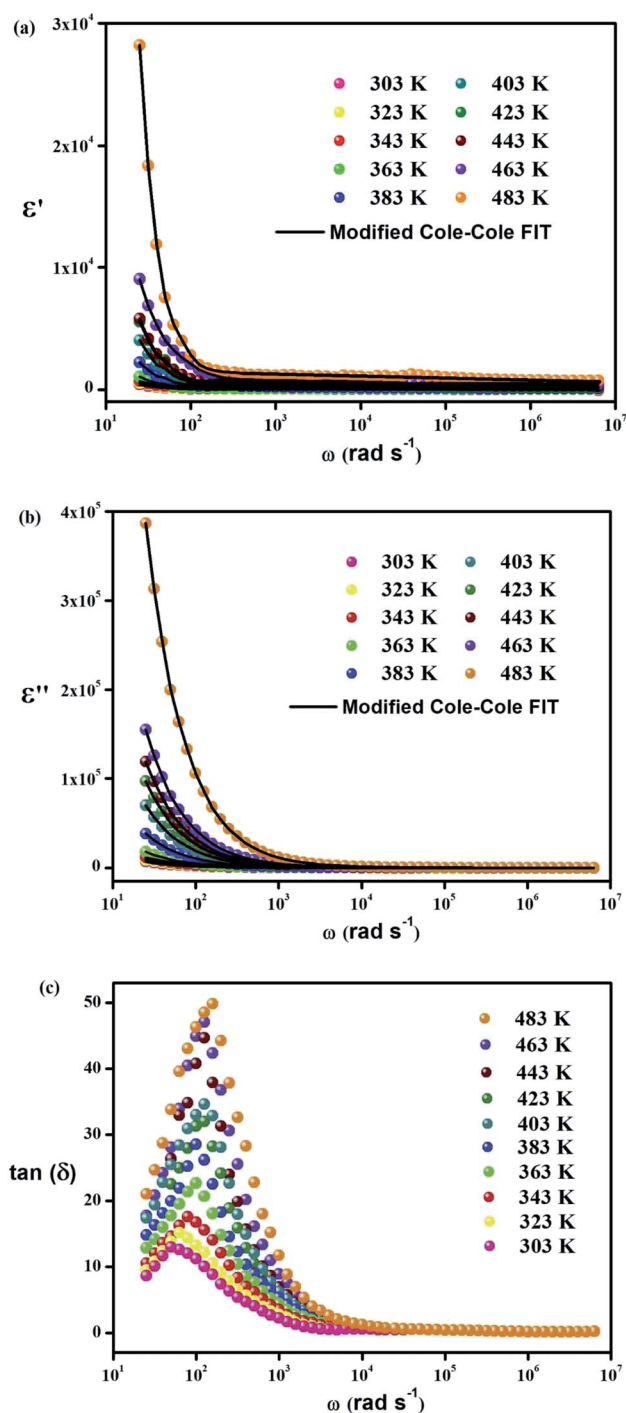 (a)
3x10⁴
2x10⁴
1x10⁴
0
ε'
303 K 403 K
323 K 423 K
343 K 443 K
363 K 463 K
383 K 483 K
Modified Cole-Cole FIT
10¹ 10² 10³ 10⁴ 10⁵ 10⁶ 10⁷
ω (rad s⁻¹)
(b)
4x10⁵
3x10⁵
2x10⁵
1x10⁵
0
ε''
303 K 403 K
323 K 423 K
343 K 443 K
363 K 463 K
383 K 483 K
Modified Cole-Cole FIT
10¹ 10² 10³ 10⁴ 10⁵ 10⁶ 10⁷
ω (rad s⁻¹)
(c)
50
40
30
20
10
0
tan (δ)
483 K
463 K
443 K
423 K
403 K
383 K
363 K
343 K
323 K
303 K
10¹ 10² 10³ 10⁴ 10⁵ 10⁶ 10⁷
ω (rad s⁻¹)